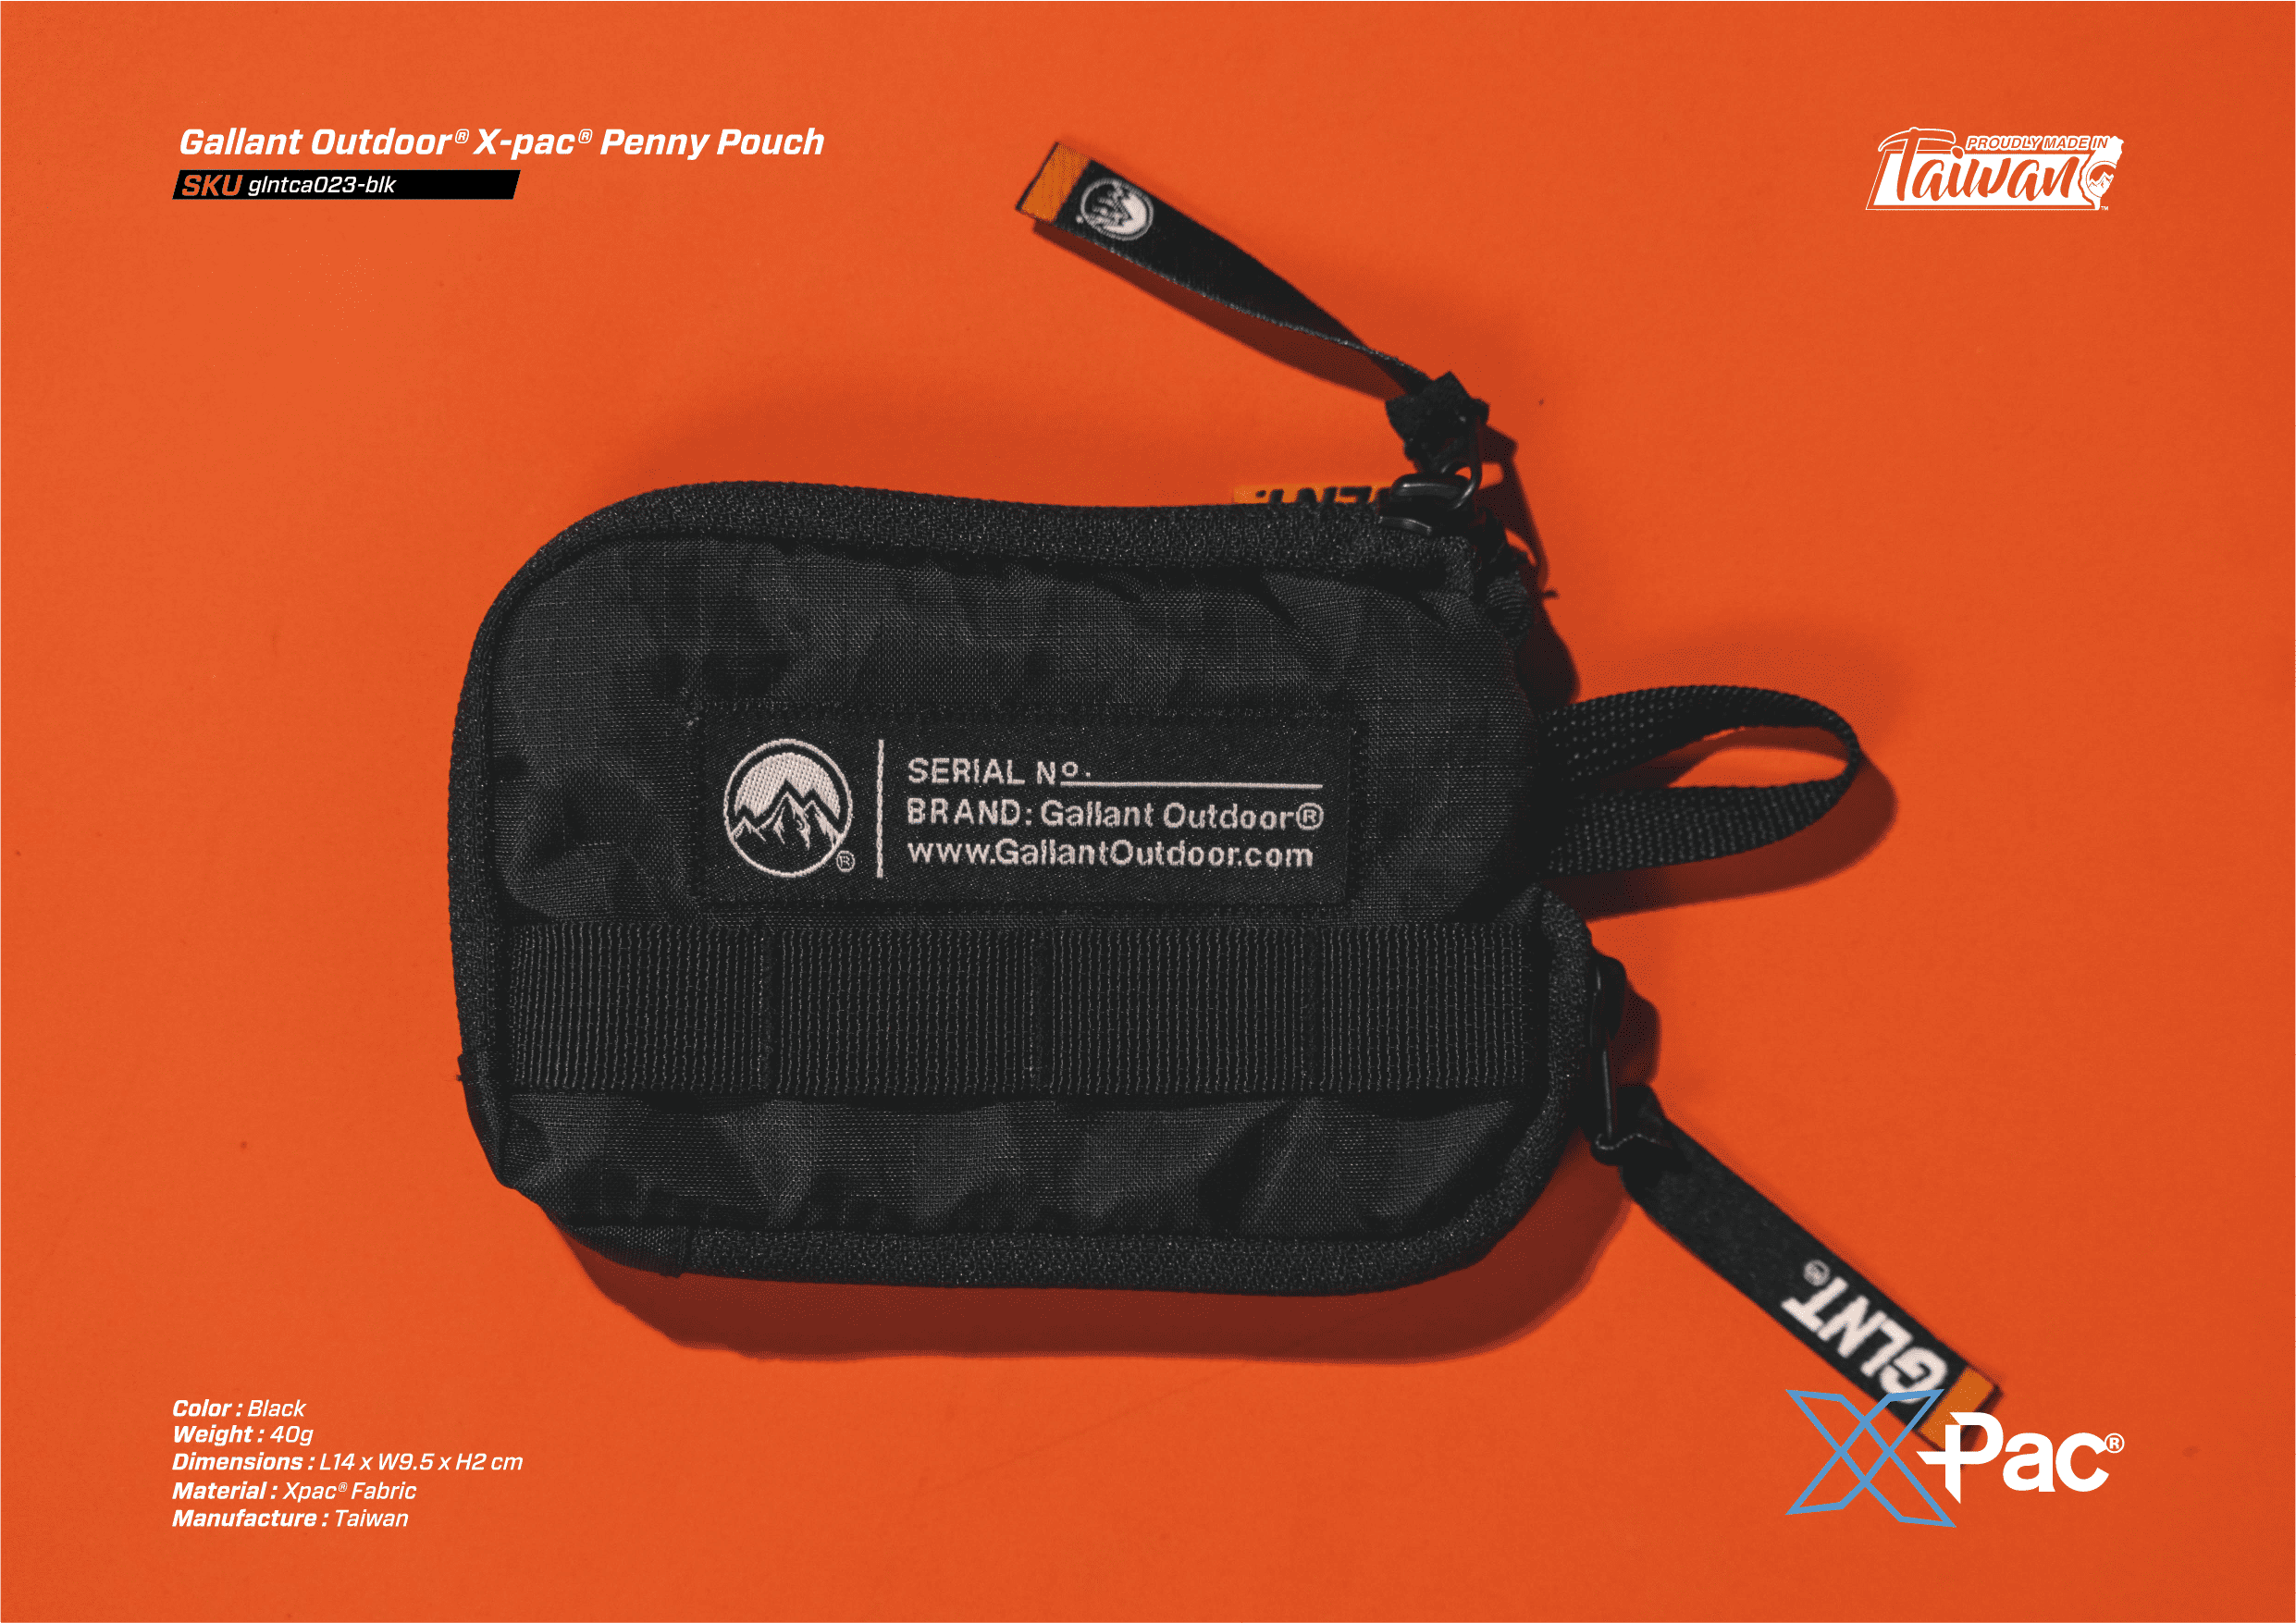 Gallant Outdoor® X-pac® Penny Pouch
SKU glntca023-blk
PROUDLY MADE IN
Taiwan™
SERIAL Nº.
BRAND: Gallant Outdoor®
www.GallantOutdoor.com
®
GLNT®
Color : Black
Weight : 40g
Dimensions : L14 x W9.5 x H2 cm
Material : Xpac® Fabric
Manufacture : Taiwan
X-Pac®